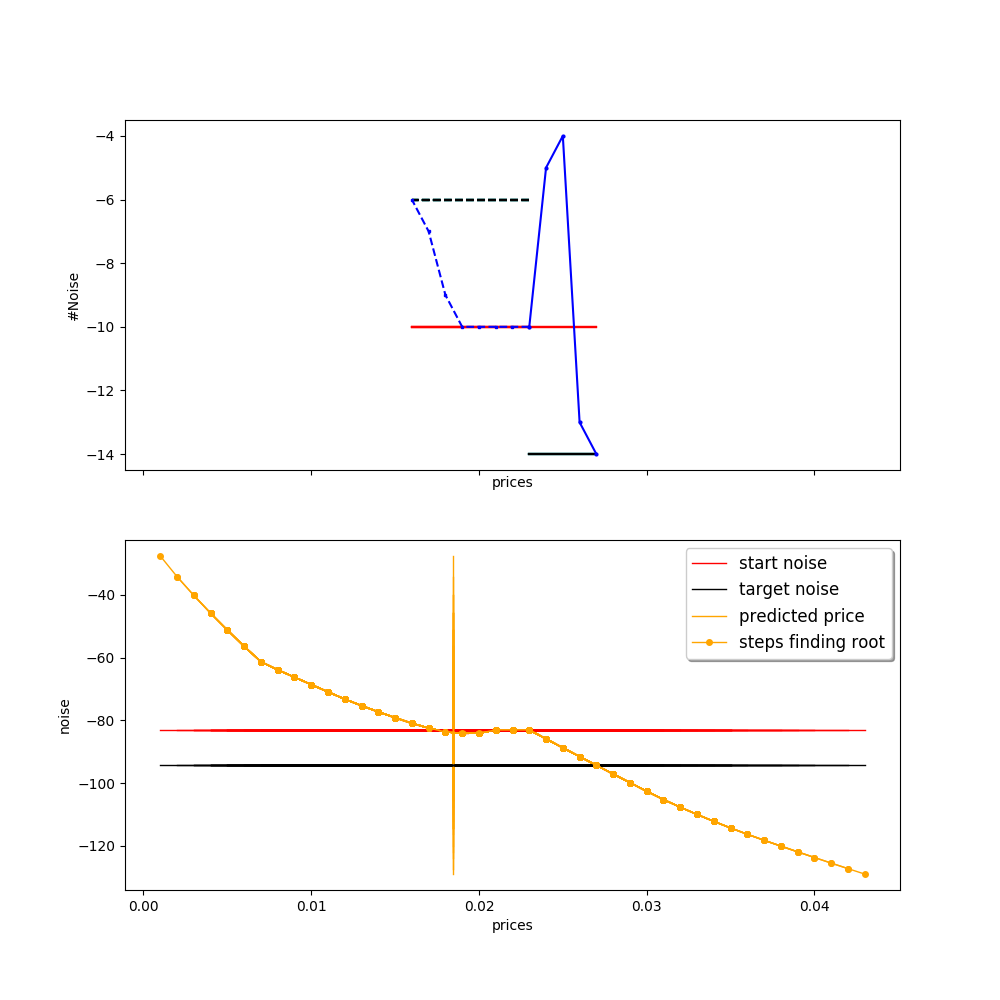 −4
−6
−8
−10
−12
−14
#Noise
prices
−40
−60
−80
−100
−120
noise
start noise
target noise
predicted price
steps finding root
0.00 0.01 0.02 0.03 0.04
prices